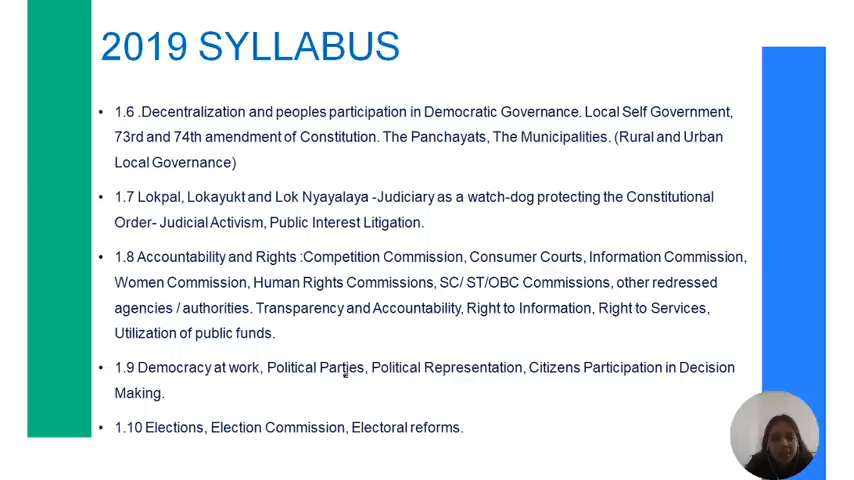 2019 SYLLABUS
• 1.6 .Decentralization and peoples participation in Democratic Governance. Local Self Government,
73rd and 74th amendment of Constitution. The Panchayats, The Municipalities. (Rural and Urban
Local Governance)
• 1.7 Lokpal, Lokayukt and Lok Nyayalaya -Judiciary as a watch-dog protecting the Constitutional
Order- Judicial Activism, Public Interest Litigation.
• 1.8 Accountability and Rights :Competition Commission, Consumer Courts, Information Commission,
Women Commission, Human Rights Commissions, SC/ ST/OBC Commissions, other redressed
agencies / authorities. Transparency and Accountability, Right to Information, Right to Services,
Utilization of public funds.
• 1.9 Democracy at work, Political Parties, Political Representation, Citizens Participation in Decision
Making.
• 1.10 Elections, Election Commission, Electoral reforms.